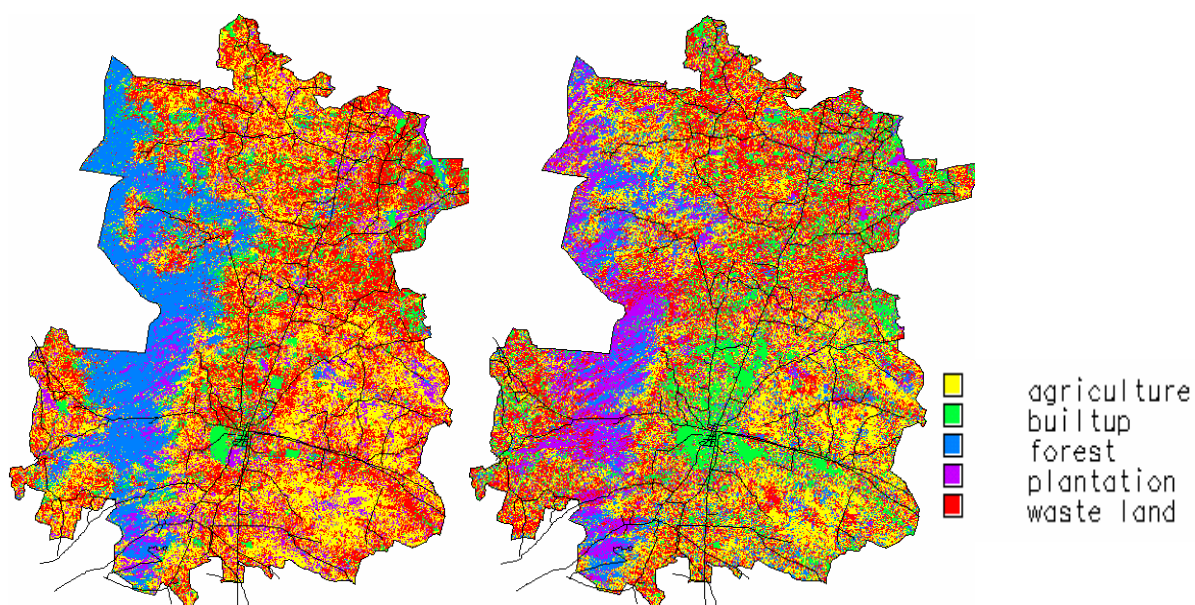 agriculture
builtup
forest
plantation
waste land